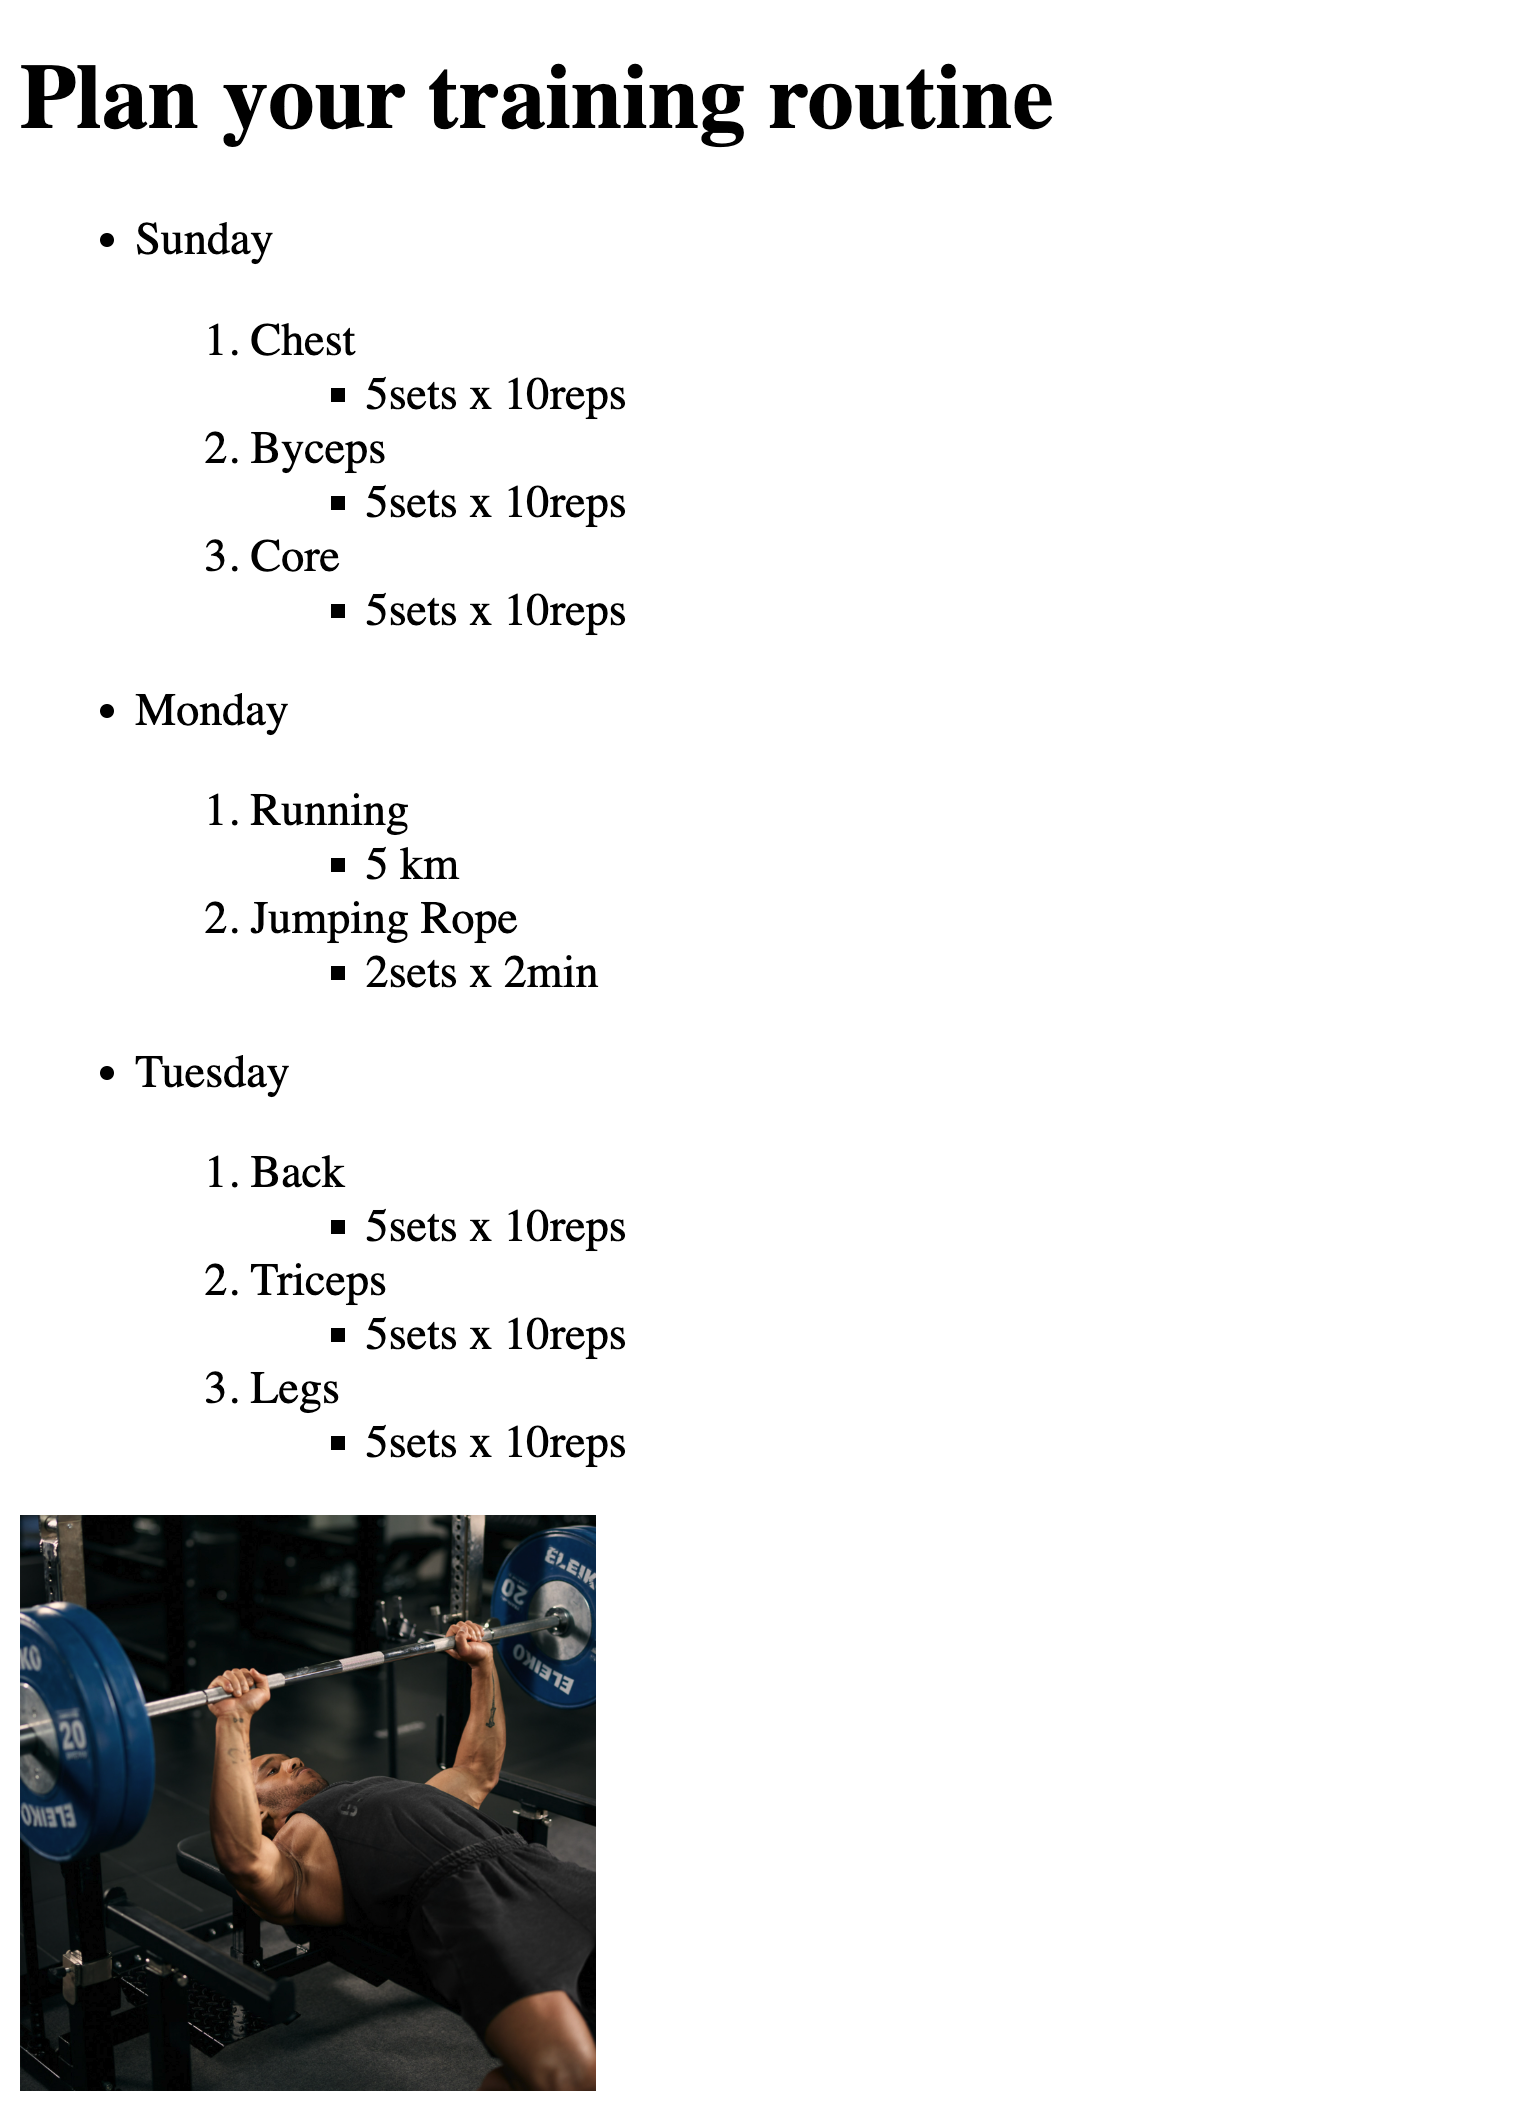 Plan your training routine
• Sunday
1. Chest
▪ 5sets x 10reps
2. Byceps
▪ 5sets x 10reps
3. Core
▪ 5sets x 10reps
• Monday
1. Running
▪ 5 km
2. Jumping Rope
▪ 2sets x 2min
• Tuesday
1. Back
▪ 5sets x 10reps
2. Triceps
▪ 5sets x 10reps
3. Legs
▪ 5sets x 10reps
ELEIK
20
ELEIKO
KO
20
ELEIKO